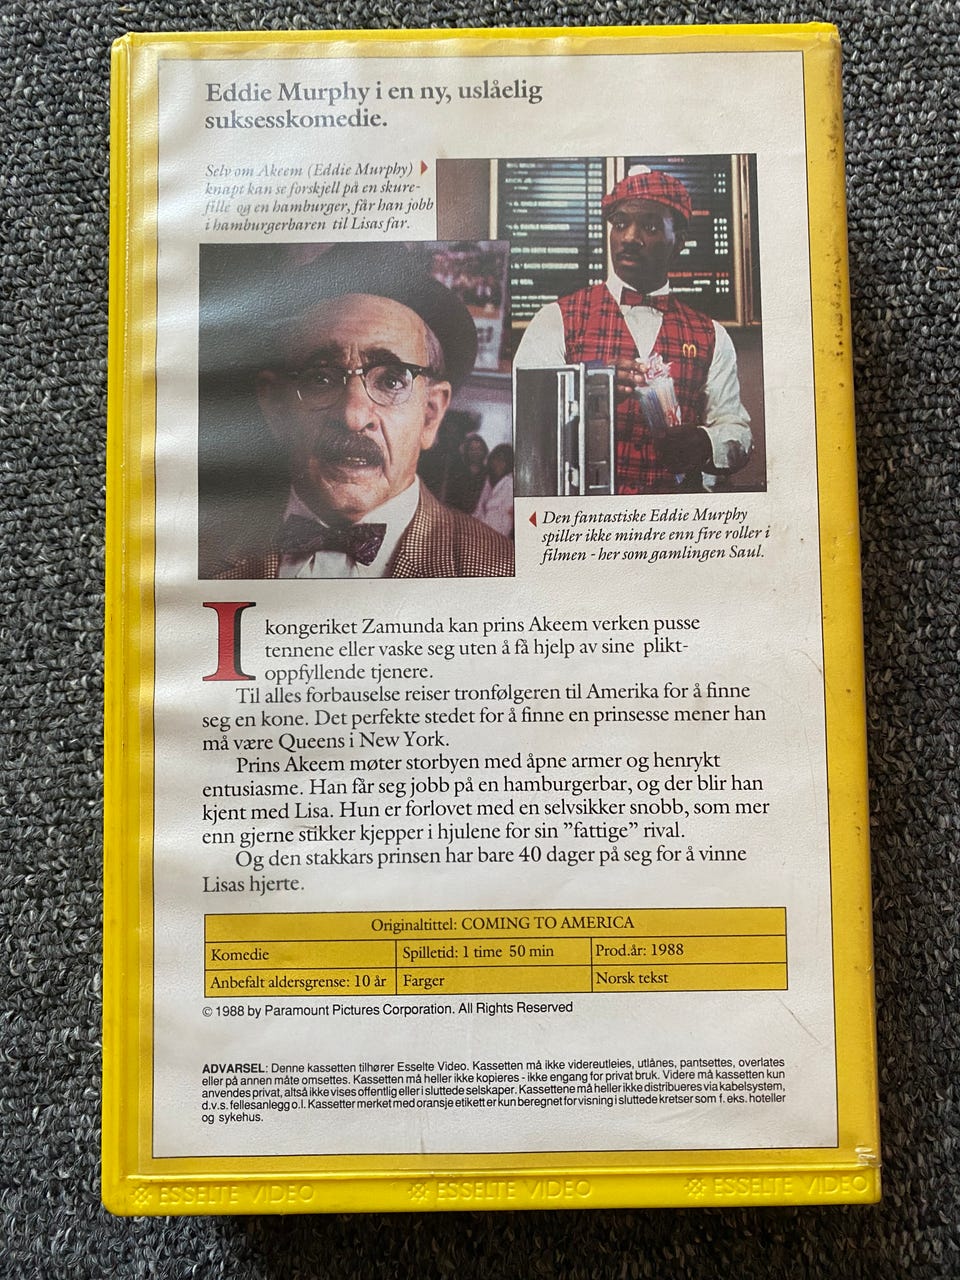 Eddie Murphy i en ny, uslåelig
suksesskomedie.
Selv om Akeem (Eddie Murphy)
knapt kan se forskjell på en skure-
fille og en hamburger, får han jobb
i hamburgerbaren til Lisas far.
Den fantastiske Eddie Murphy
spiller ikke mindre enn fire roller i
filmen - her som gamlingen Saul.
I kongeriket Zamunda kan prins Akeem verken pusse
tennene eller vaske seg uten å få hjelp av sine plikt-
oppfyllende tjenere.
Til alles forbauselse reiser tronfølgeren til Amerika for å finne
seg en kone. Det perfekte stedet for å finne en prinsesse mener han
må være Queens i New York.
Prins Akeem møter storbyen med åpne armer og henrykt
entusiasme. Han får seg jobb på en hamburgerbar, og der blir han
kjent med Lisa. Hun er forlovet med en selvsikker snobb, som mer
enn gjerne stikker kjepper i hjulene for sin ”fattige” rival.
Og den stakkars prinsen har bare 40 dager på seg for å vinne
Lisas hjerte.
Originaltittel: COMING TO AMERICA
Komedie Spilletid: 1 time 50 min Prod.år: 1988
Anbefalt aldersgrense: 10 år Farger Norsk tekst
© 1988 by Paramount Pictures Corporation. All Rights Reserved
ADVARSEL: Denne kassetten tilhører Esselte Video. Kassetten må ikke videreutleies, utlånes, pantsettes, overlates
eller på annen måte omsettes. Kassetten må heller ikke kopieres - ikke engang for privat bruk. Videre må kassetten kun
anvendes privat, altså ikke vises offentlig eller i sluttede selskaper. Kassettene må heller ikke distribueres via kabelsystem,
d.v.s. fellesanlegg o.l. Kassetter merket med oransje etikett er kun beregnet for visning i sluttede kretser som f. eks. hoteller
og sykehus.
ESSELTE VIDEO ESSELTE VIDEO ESSELTE VIDEO